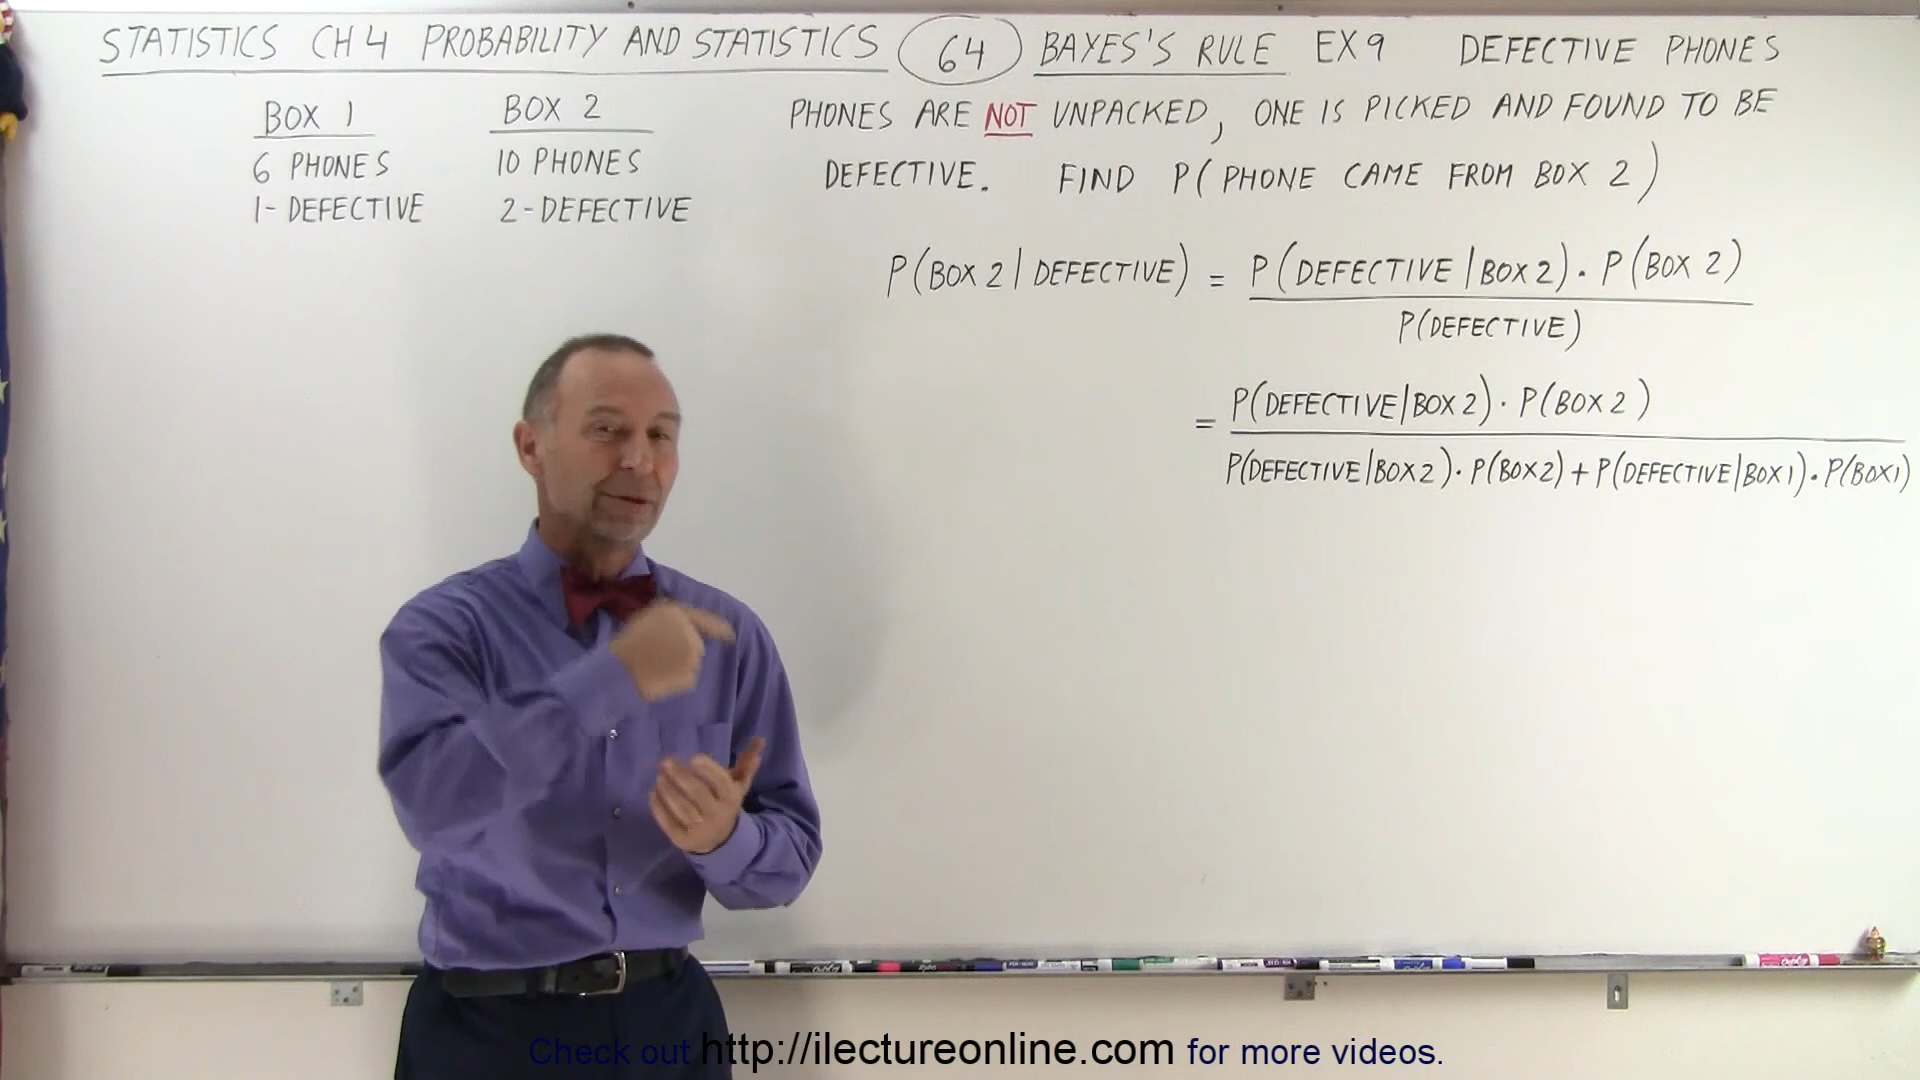 STATISTICS CH 4 PROBABILITY AND STATISTICS 64 BAYES'S RULE EX 9 DEFECTIVE PHONES
BOX 1
6 PHONES
1- DEFECTIVE
BOX 2
10 PHONES
2-DEFECTIVE
PHONES ARE NOT UNPACKED, ONE IS PICKED AND FOUND TO BE
DEFECTIVE. FIND P(PHONE CAME FROM BOX 2)
P(BOX 2 | DEFECTIVE) = P(DEFECTIVE | BOX 2) · P(BOX 2)
P(DEFECTIVE)
= P(DEFECTIVE|BOX 2) · P(BOX 2)
P(DEFECTIVE|BOX 2) · P(BOX 2) + P(DEFECTIVE|BOX 1) · P(BOX 1)
Check out http://ilectureonline.com for more videos.